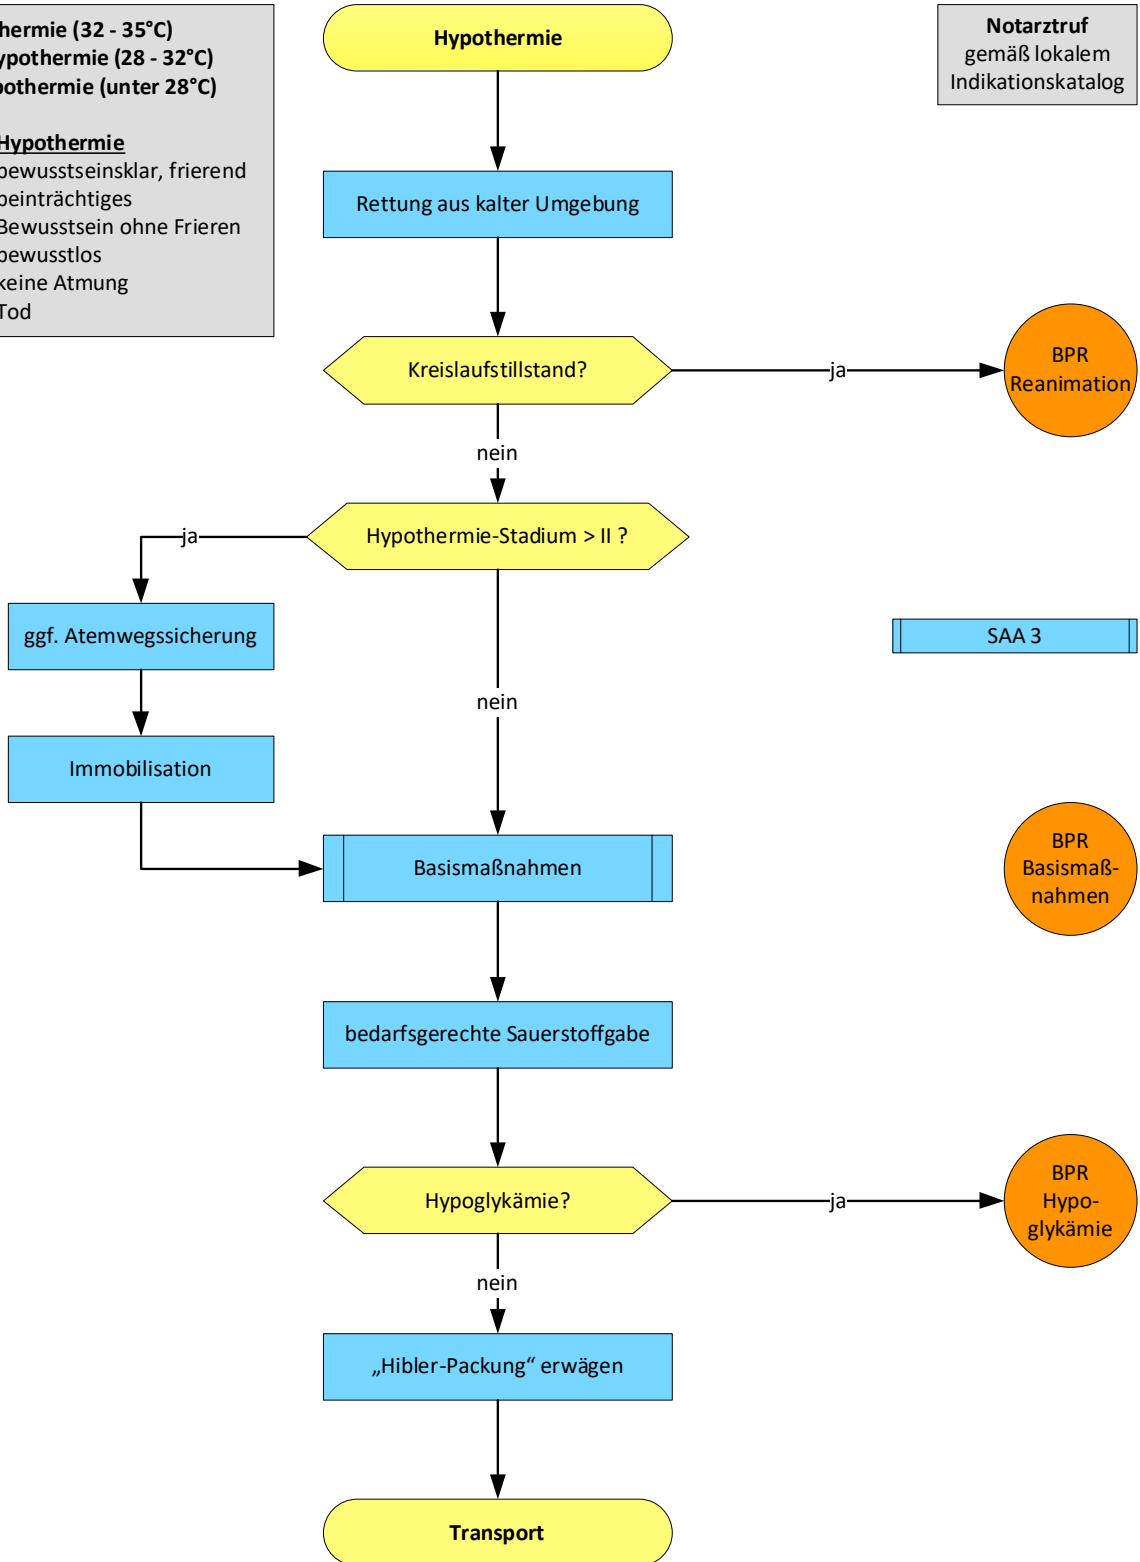 hermie (32 - 35°C)
ypothermie (28 - 32°C)
pothermie (unter 28°C)
Hypothermie
bewusstseinsklar, frierend
beinträchtiges
Bewusstsein ohne Frieren
bewusstlos
keine Atmung
Tod
Hypothermie
Notarztruf
gemäß lokalem
Indikationskatalog
Rettung aus kalter Umgebung
Kreislaufstillstand?
ja
BPR
Reanimation
nein
Hypothermie-Stadium > II ?
ja
ggf. Atemwegssicherung
SAA 3
nein
Immobilisation
Basismaßnahmen
BPR
Basismaß-
nahmen
bedarfsgerechte Sauerstoffgabe
Hypoglykämie?
ja
BPR
Hypo-
glykämie
nein
„Hibler-Packung“ erwägen
Transport